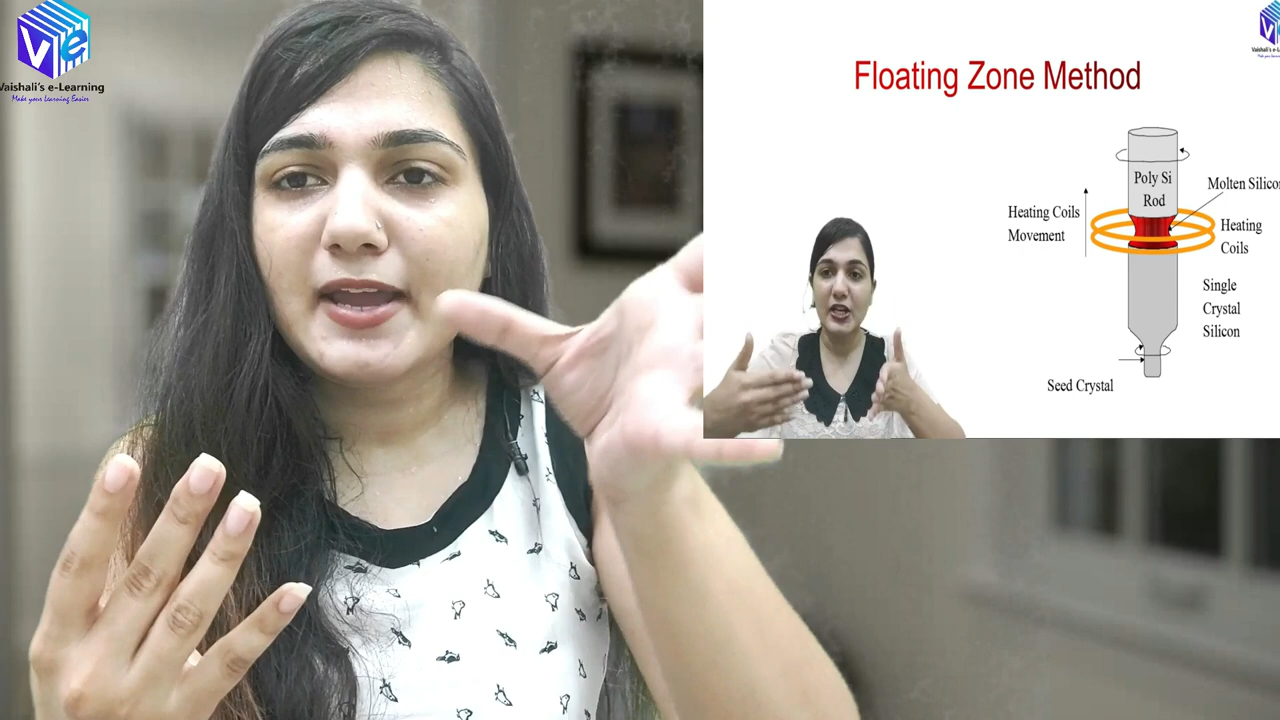 Ve
Vaishali's e-Learning
Make your Learning Easier
Floating Zone Method
Poly Si
Rod
Molten Silicon
Heating Coils
Movement
Heating
Coils
Single
Crystal
Silicon
Seed Crystal